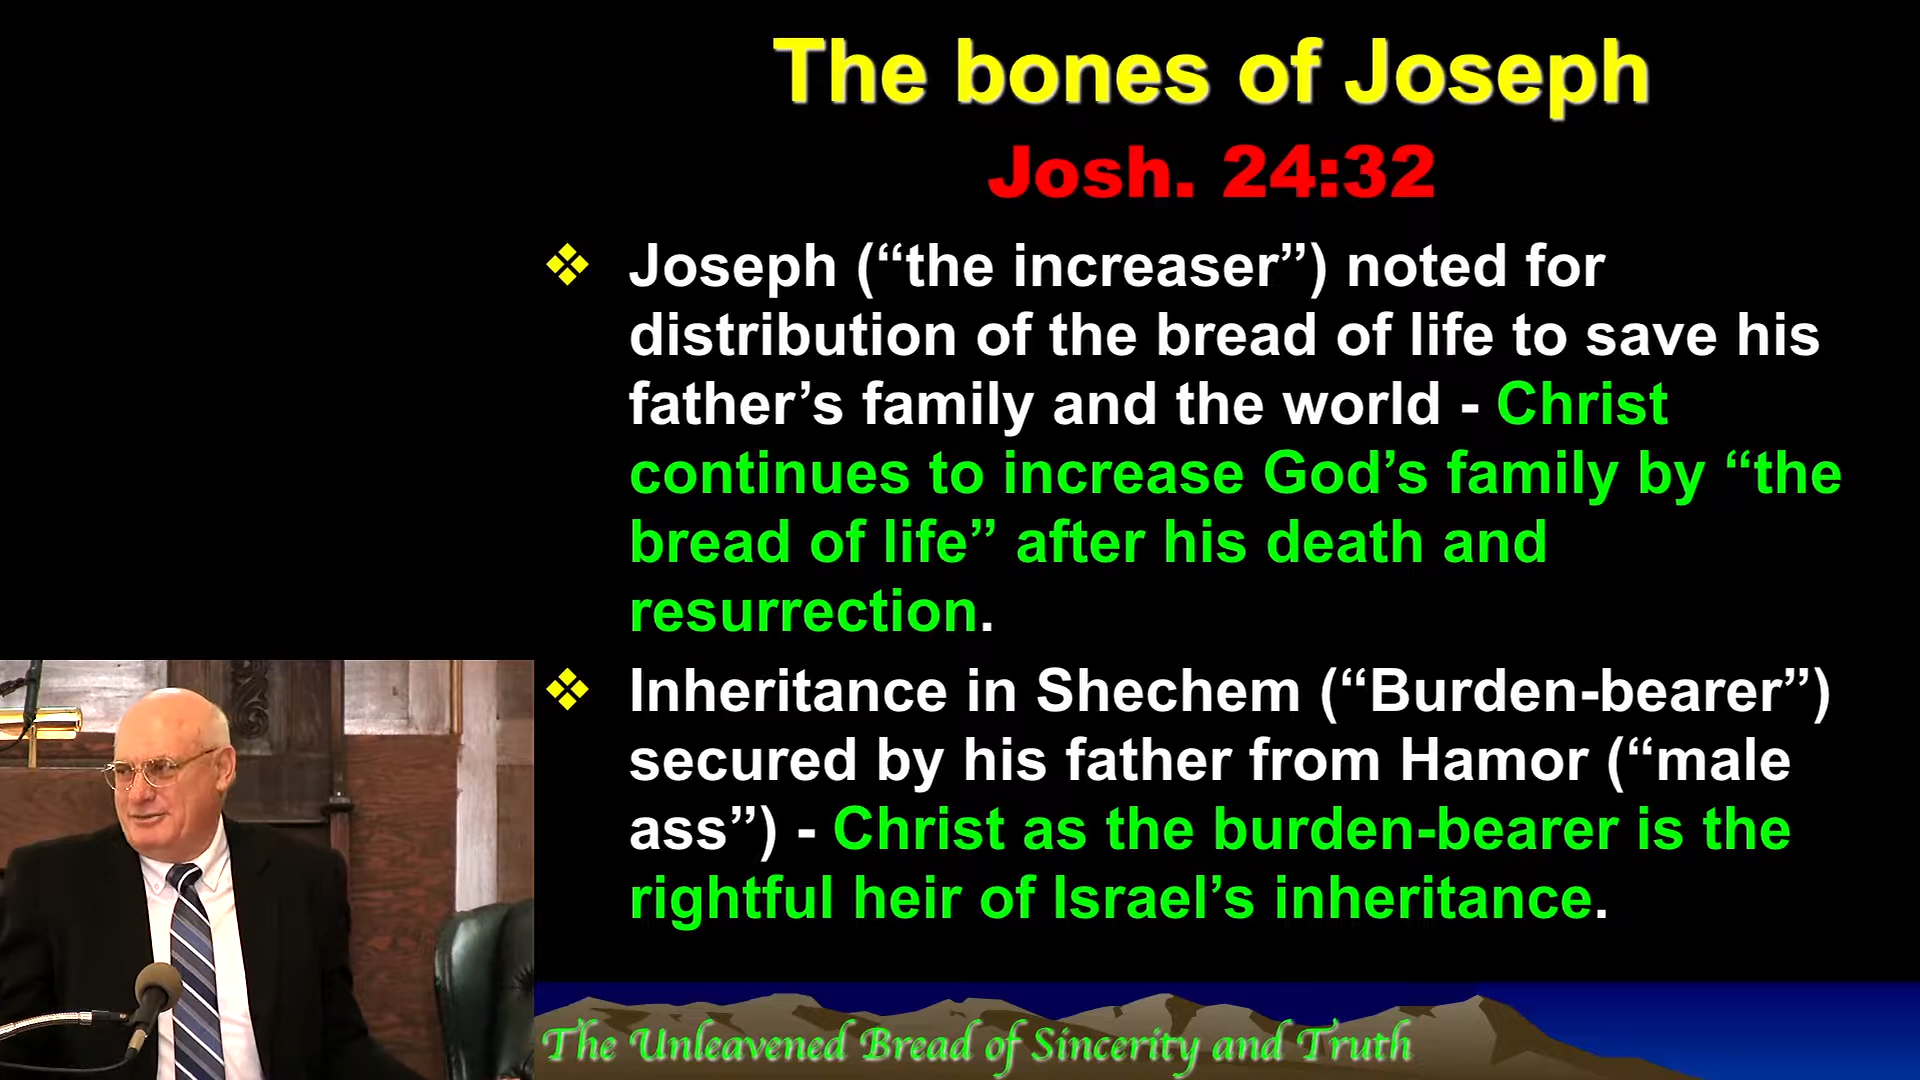 The bones of Joseph
Josh. 24:32
Joseph (“the increaser”) noted for
distribution of the bread of life to save his
father’s family and the world - Christ
continues to increase God’s family by “the
bread of life” after his death and
resurrection.
Inheritance in Shechem (“Burden-bearer”)
secured by his father from Hamor (“male
ass”) - Christ as the burden-bearer is the
rightful heir of Israel’s inheritance.
The Unleavened Bread of Sincerity and Truth